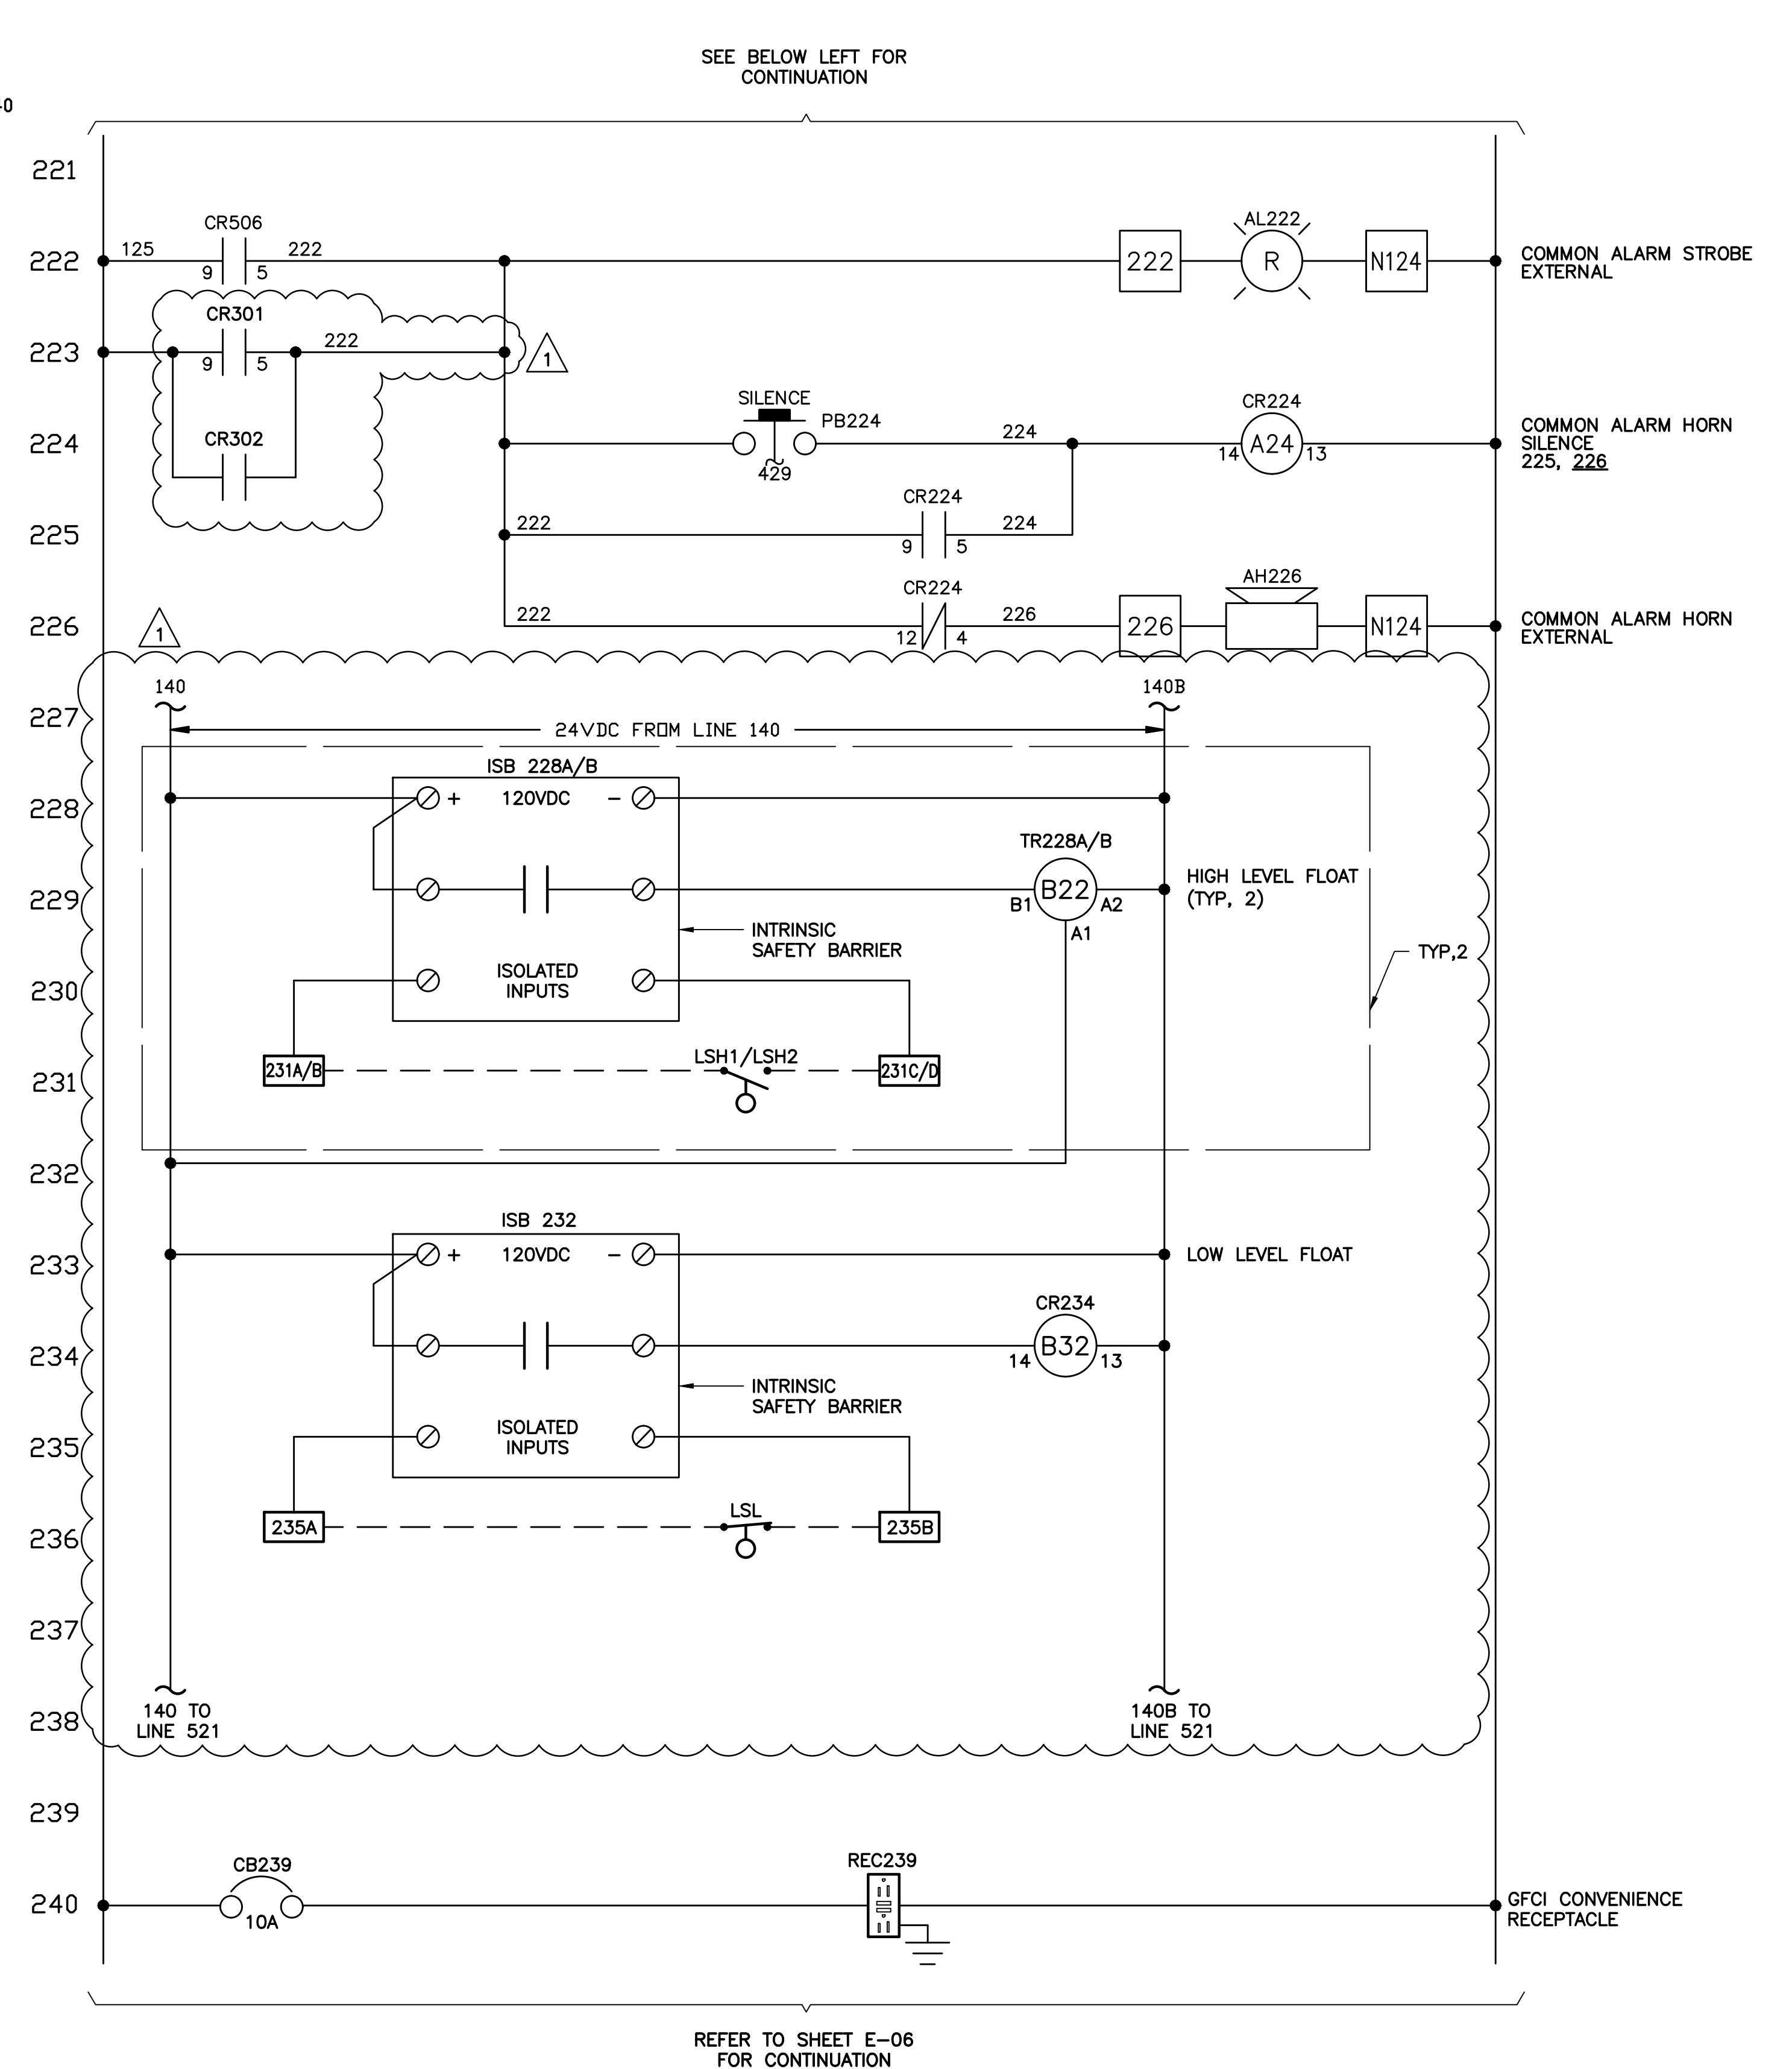 SEE BELOW LEFT FOR
CONTINUATION
221
CR506
AL222
222
125
9
5
222
222
R
N124
COMMON ALARM STROBE
EXTERNAL
CR301
223
9
5
222
1
SILENCE
PB224
CR224
224
CR302
429
224
14
A24
13
COMMON ALARM HORN
SILENCE
225, 226
CR224
225
222
9
5
224
CR224
AH226
226
1
222
12
4
226
226
N124
COMMON ALARM HORN
EXTERNAL
140
140B
227
24VDC FROM LINE 140
ISB 228A/B
228
+ 120VDC -
TR228A/B
229
B1
B22
A2
A1
HIGH LEVEL FLOAT
(TYP, 2)
INTRINSIC
SAFETY BARRIER
TYP,2
230
ISOLATED
INPUTS
LSH1/LSH2
231
231A/B
231C/D
232
ISB 232
233
+ 120VDC -
LOW LEVEL FLOAT
CR234
234
14
B32
13
INTRINSIC
SAFETY BARRIER
235
ISOLATED
INPUTS
LSL
236
235A
235B
237
238
140 TO
LINE 521
140B TO
LINE 521
239
CB239
REC239
240
10A
GFCI CONVENIENCE
RECEPTACLE
REFER TO SHEET E-06
FOR CONTINUATION